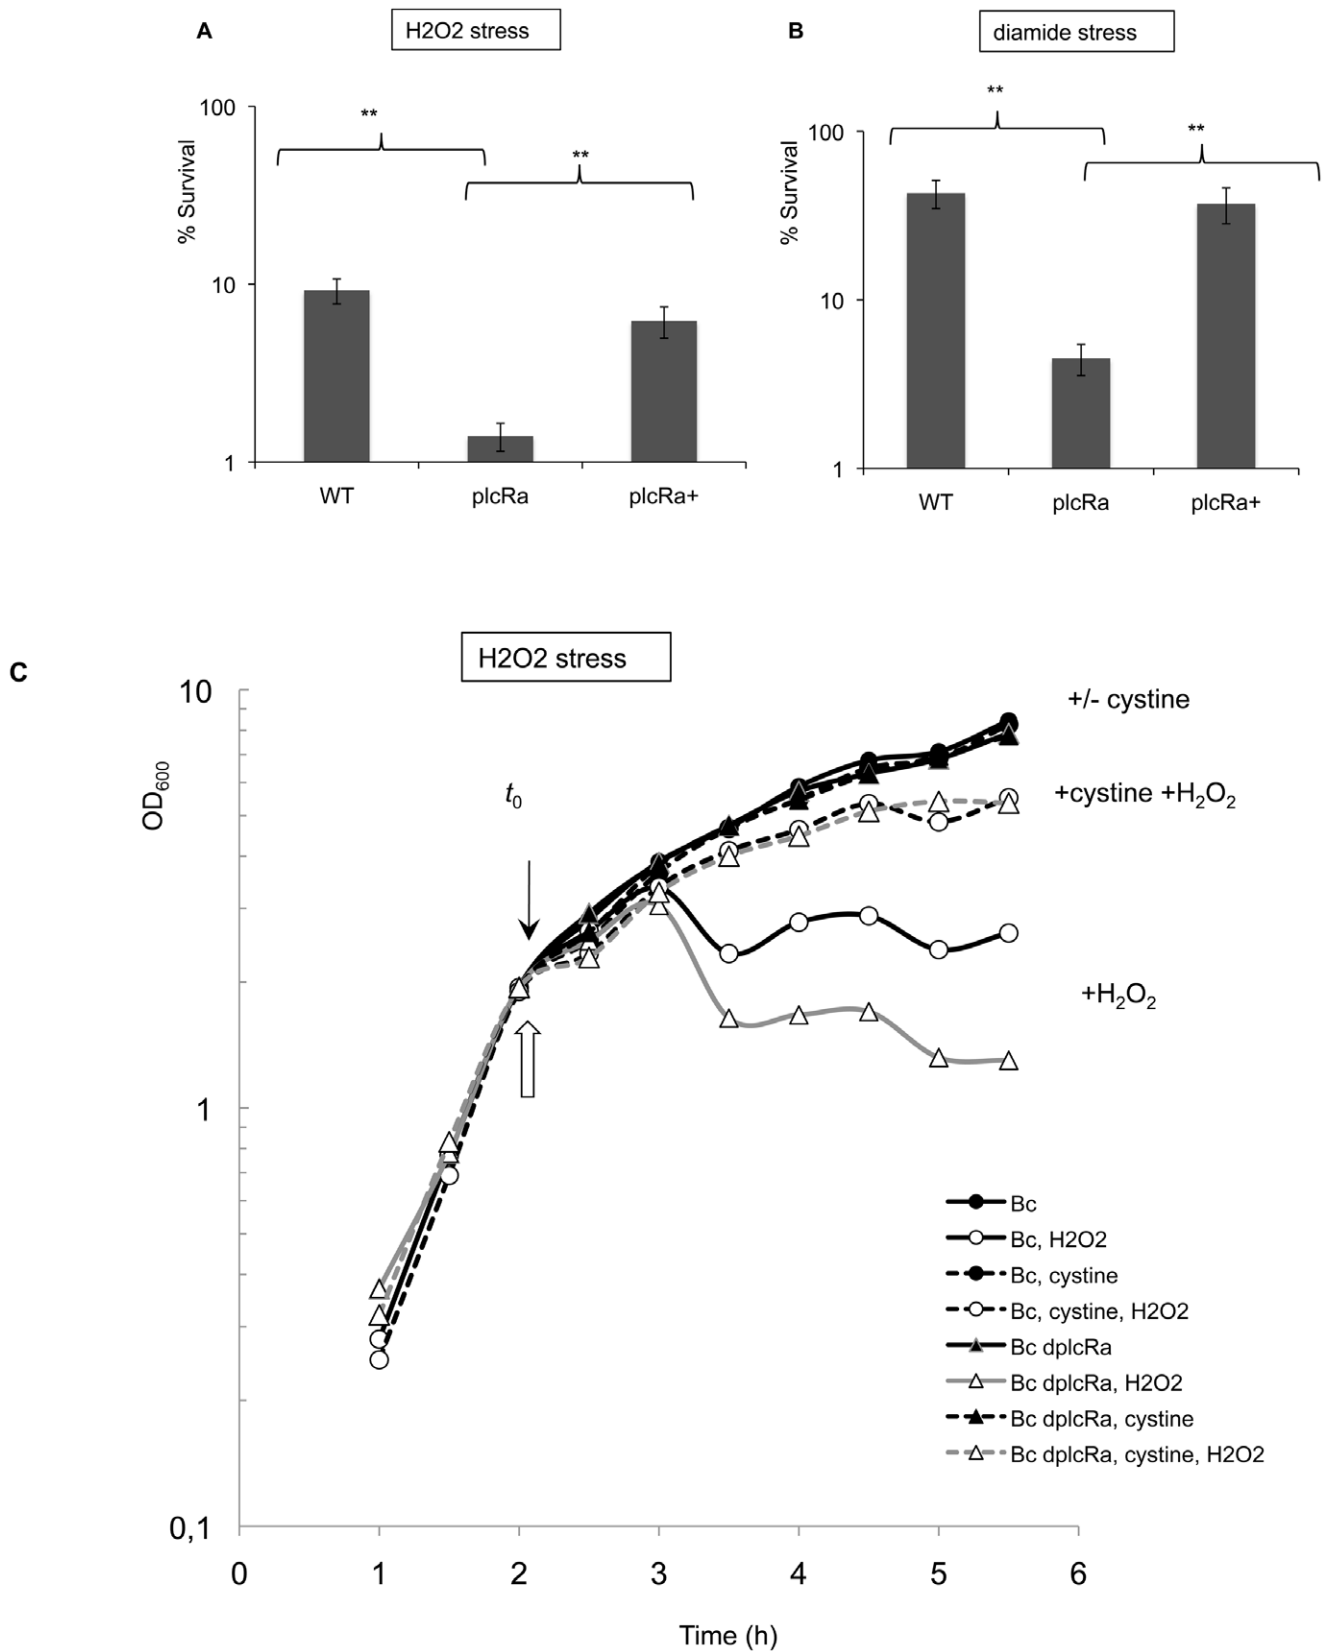 A
H2O2 stress
100
10
1
% Survival
**
**
WT
plcRa
plcRa+
B
diamide stress
100
10
1
% Survival
**
**
WT
plcRa
plcRa+
C
H2O2 stress
10
1
0,1
OD600
t0
+/- cystine
+cystine +H2O2
+H2O2
Bc
Bc, H2O2
Bc, cystine
Bc, cystine, H2O2
Bc dplcRa
Bc dplcRa, H2O2
Bc dplcRa, cystine
Bc dplcRa, cystine, H2O2
0 1 2 3 4 5 6
Time (h)